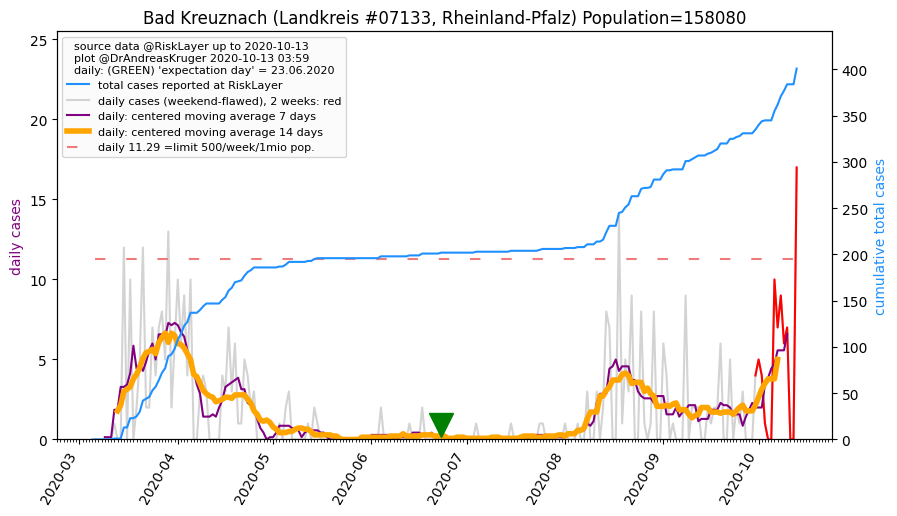 Bad Kreuznach (Landkreis #07133, Rheinland-Pfalz) Population=158080
source data @RiskLayer up to 2020-10-13
plot @DrAndreasKruger 2020-10-13 03:59
daily: (GREEN) 'expectation day' = 23.06.2020
total cases reported at RiskLayer
daily cases (weekend-flawed), 2 weeks: red
daily: centered moving average 7 days
daily: centered moving average 14 days
daily 11.29 =limit 500/week/1mio pop.
25
20
15
10
5
0
daily cases
400
350
300
250
200
150
100
50
0
cumulative total cases
2020-03
2020-04
2020-05
2020-06
2020-07
2020-08
2020-09
2020-10